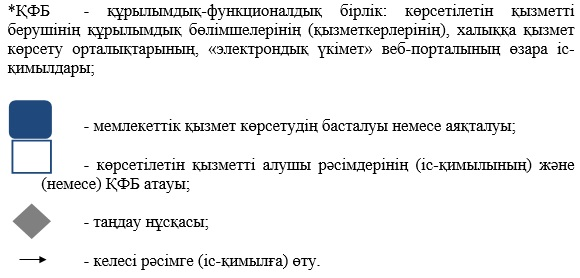 *ҚФБ - құрылымдық-функционалдық бірлік: көрсетілетін қызметті
берушінің құрылымдық бөлімшелерінің (қызметкерлерінің), халыққа қызмет
көрсету орталықтарының, «электрондық үкімет» веб-порталының өзара іс-
қимылдары;
- мемлекеттік қызмет көрсетудің басталуы немесе аяқталуы;
- көрсетілетін қызметті алушы рәсімдерінің (іс-қимылының) және
(немесе) ҚФБ атауы;
- таңдау нұсқасы;
- келесі рәсімге (іс-қимылға) өту.